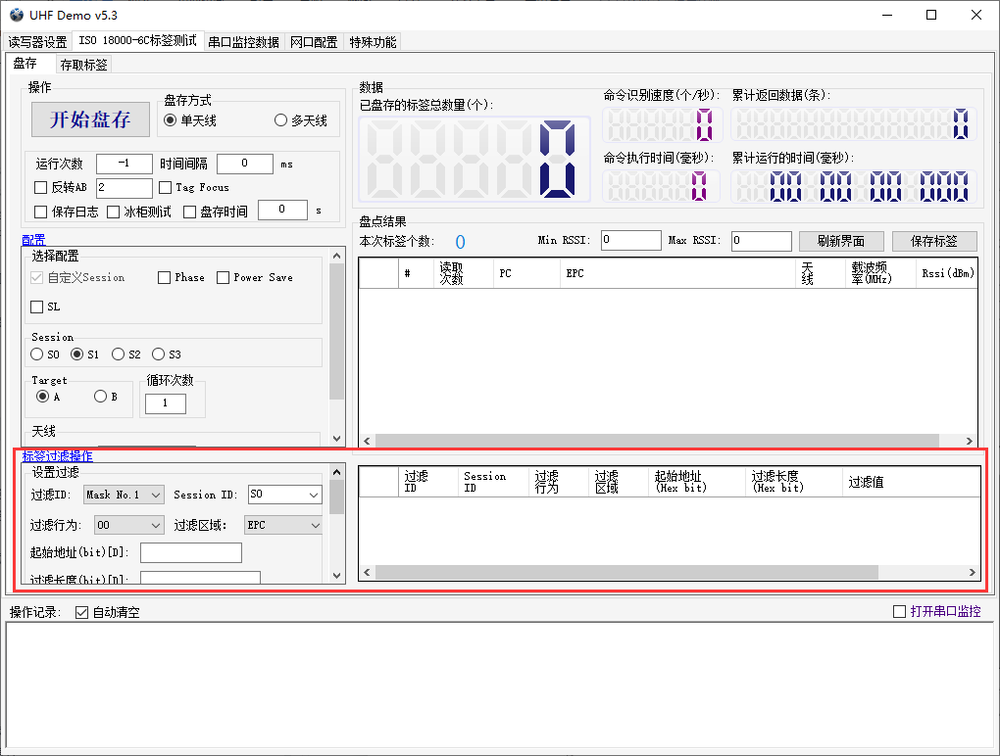 UHF Demo v5.3
读写器设置 ISO 18000-6C标签测试 串口监控数据 网口配置 特殊功能
盘存 存取标签
操作
开始盘存
盘存方式
单天线 多天线
运行次数 -1 时间间隔 0 ms
反转AB 2 Tag Focus
保存日志 冰柜测试 盘存时间 0 s
数据
已盘存的标签总数量(个):
0
命令识别速度(个/秒):
0
累计返回数据(条):
0
命令执行时间(毫秒):
0
累计运行的时间(毫秒):
00 00 00 000
配置
选择配置
自定义Session Phase Power Save
SL
Session
S0 S1 S2 S3
Target
A B
循环次数
1
天线
盘点结果
本次标签个数: 0 Min RSSI: 0 Max RSSI: 0 刷新界面 保存标签
# 读取次数 PC EPC 天线 载波频率(MHz) Rssi(dBm)
标签过滤操作
设置过滤
过滤ID: Mask No.1 Session ID: S0
过滤行为: 00 过滤区域: EPC
起始地址(bit)[D]:
过滤长度(bit)[D]:
过滤ID Session ID 过滤行为 过滤区域 起始地址(Hex bit) 过滤长度(Hex bit) 过滤值
操作记录: 自动清空 打开串口监控